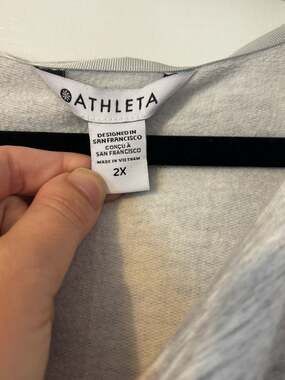 ATHLETA
DESIGNED IN
SAN FRANCISCO
CONÇU À
SAN FRANCISCO
MADE IN VIETNAM
2X